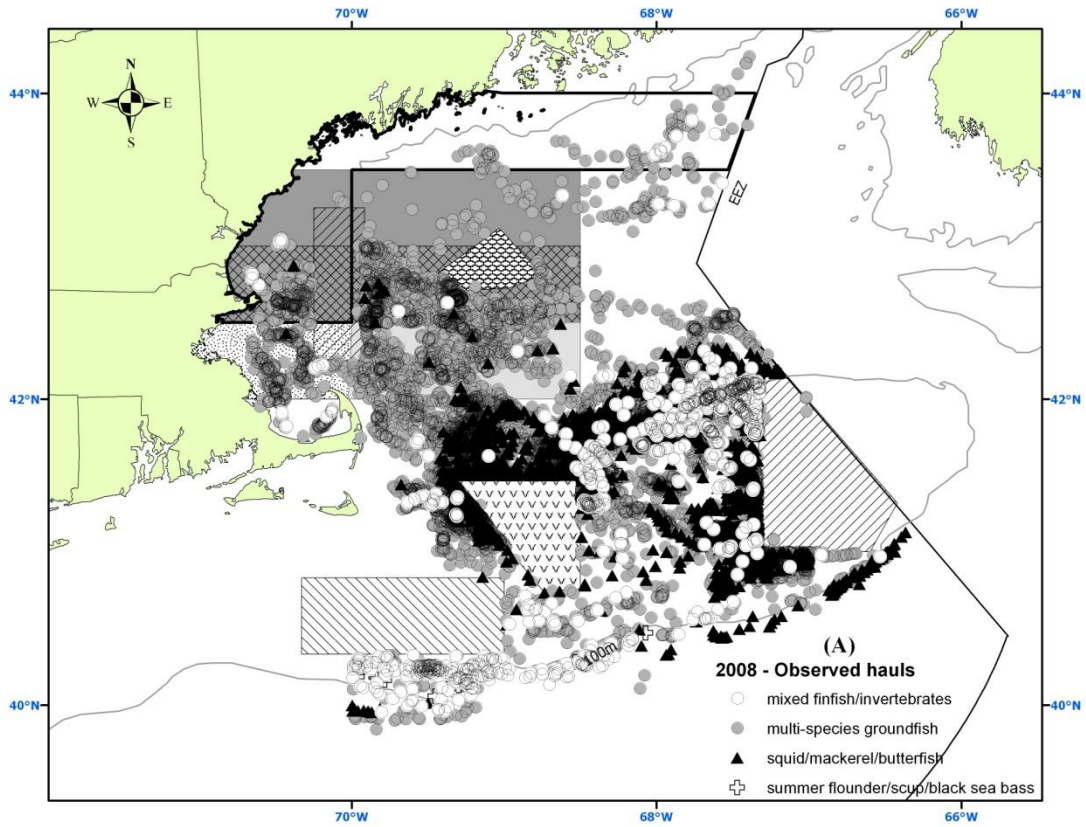 70°W 68°W 66°W
N
W E
S
44°N 44°N
EEZ
42°N 42°N
100m
(A)
2008 - Observed hauls
mixed finfish/invertebrates
multi-species groundfish
squid/mackerel/butterfish
summer flounder/scup/black sea bass
40°N 40°N
70°W 68°W 66°W